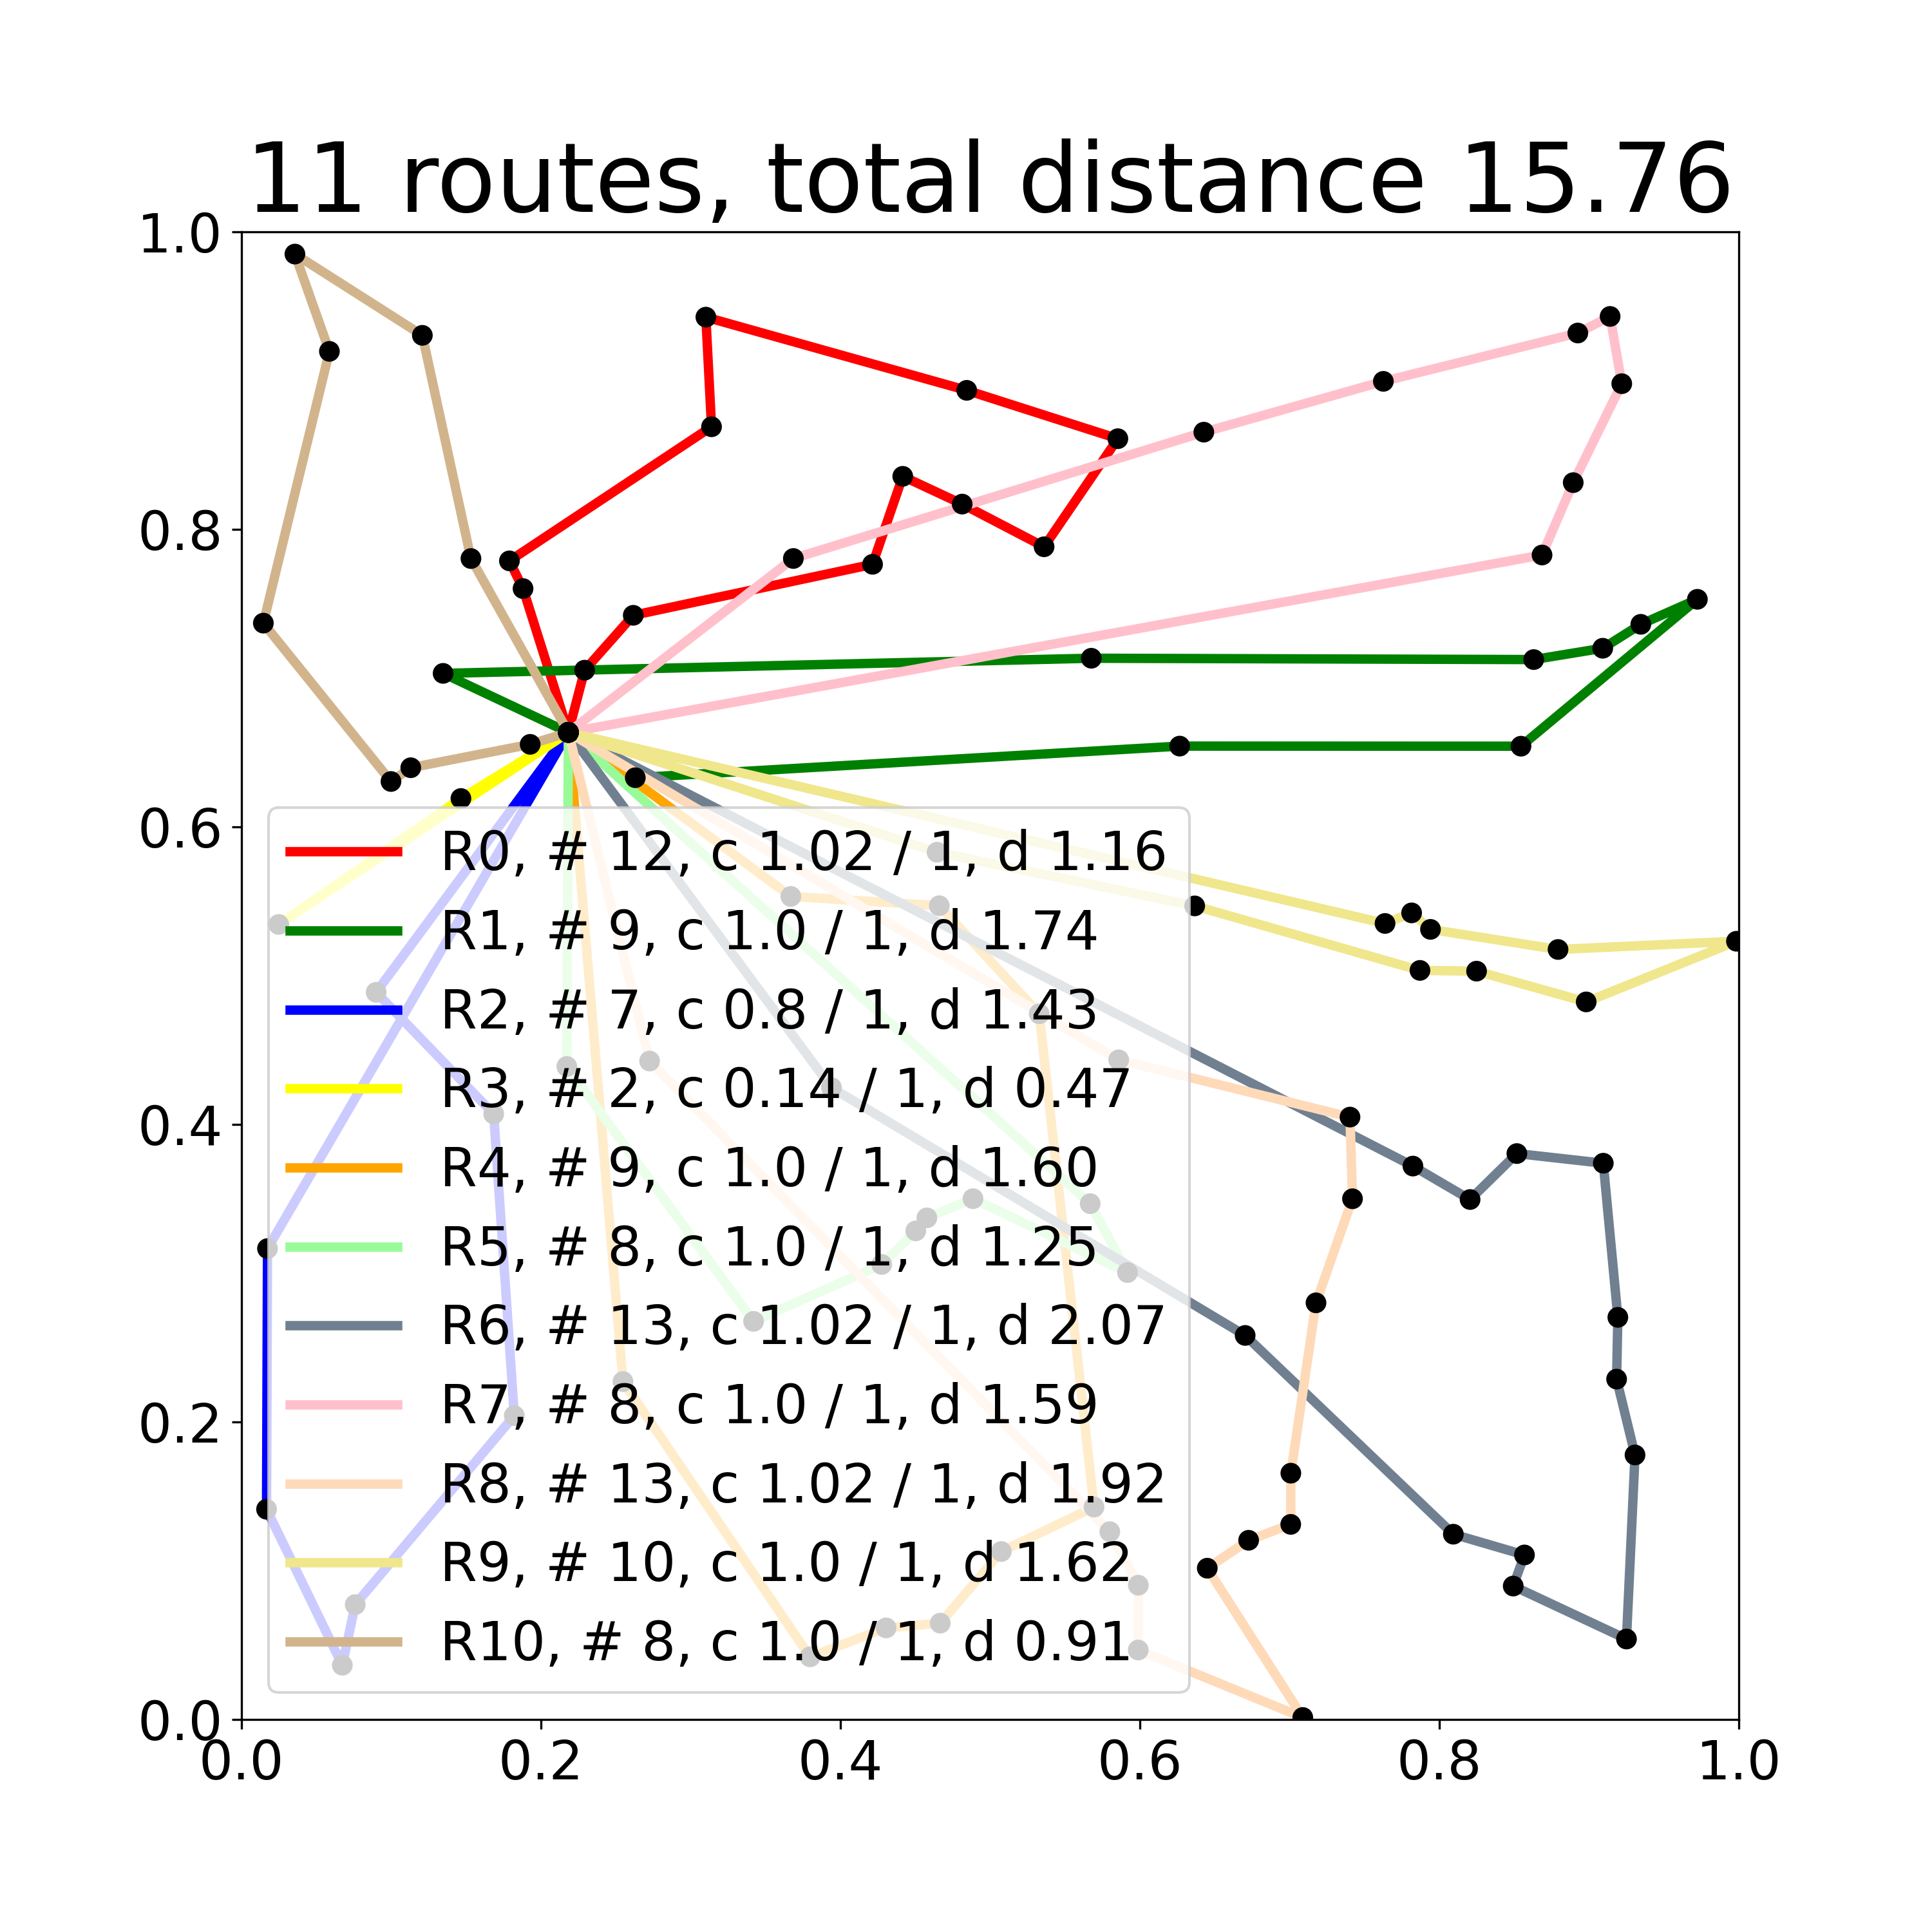 11 routes, total distance 15.76
1.0
0.8
0.6
0.4
0.2
0.0
R0, # 12, c 1.02 / 1, d 1.16
R1, # 9, c 1.0 / 1, d 1.74
R2, # 7, c 0.8 / 1, d 1.43
R3, # 2, c 0.14 / 1, d 0.47
R4, # 9, c 1.0 / 1, d 1.60
R5, # 8, c 1.0 / 1, d 1.25
R6, # 13, c 1.02 / 1, d 2.07
R7, # 8, c 1.0 / 1, d 1.59
R8, # 13, c 1.02 / 1, d 1.92
R9, # 10, c 1.0 / 1, d 1.62
R10, # 8, c 1.0 / 1, d 0.91
0.0 0.2 0.4 0.6 0.8 1.0